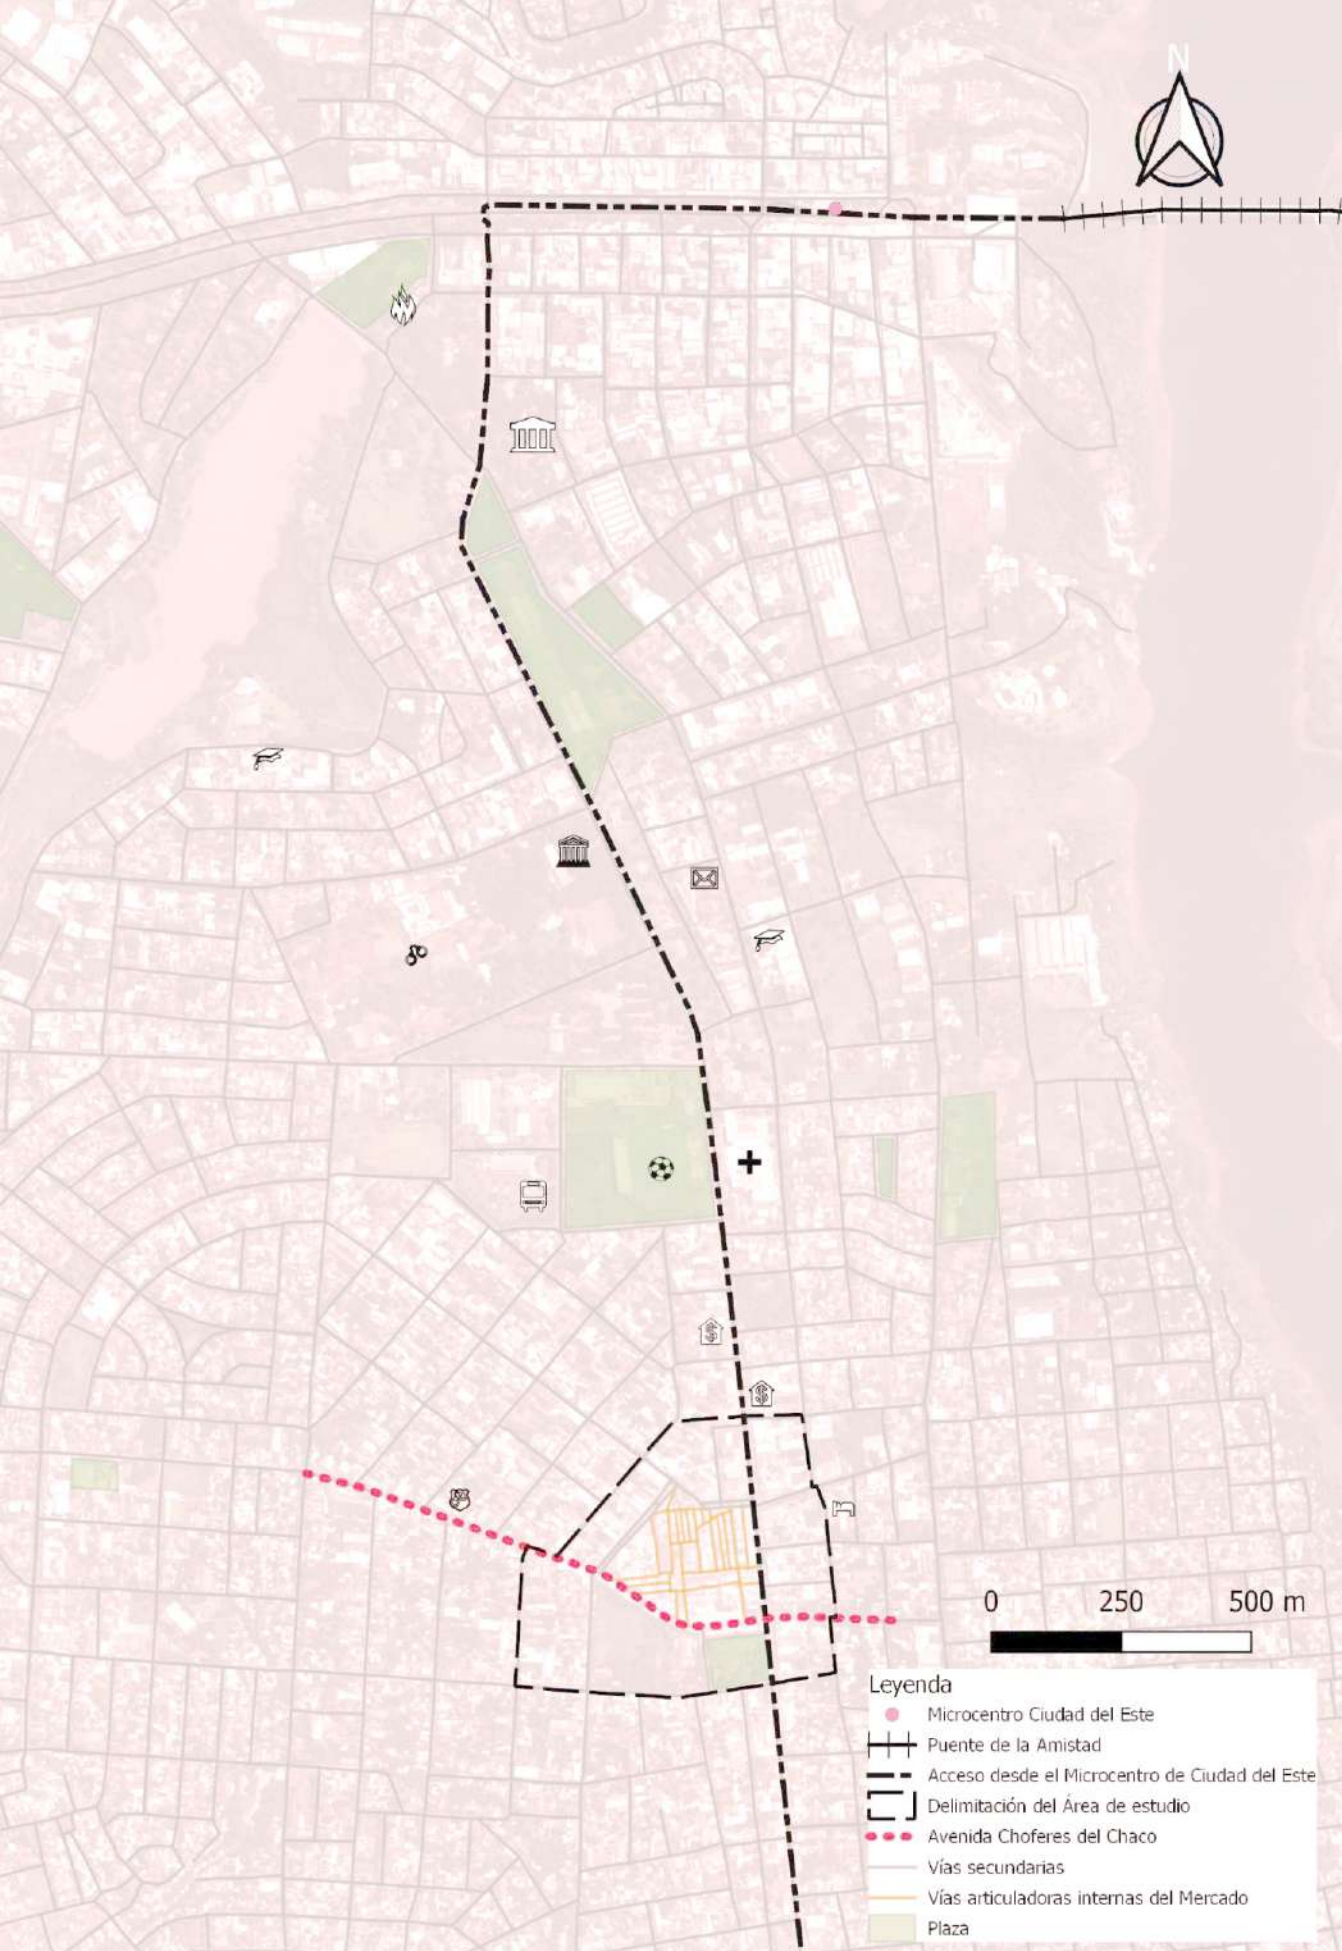 N
0 250 500 m
Leyenda
Microcentro Ciudad del Este
Puente de la Amistad
Acceso desde el Microcentro de Ciudad del Este
Delimitación del Área de estudio
Avenida Choferes del Chaco
Vías secundarias
Vías articuladoras internas del Mercado
Plaza